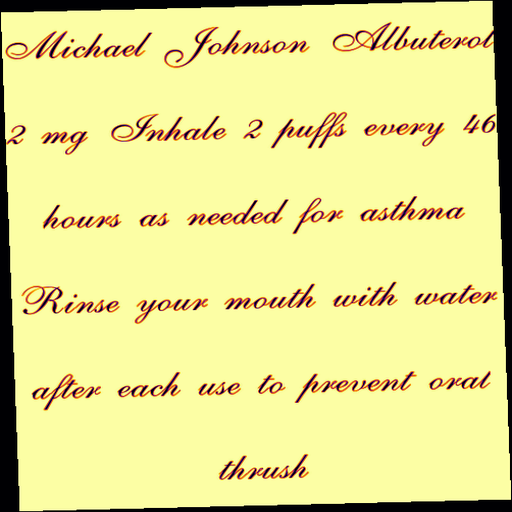 Michael Johnson Albuterol
2 mg Inhale 2 puffs every 46
hours as needed for asthma
Rinse your mouth with water
after each use to prevent oral
thrush